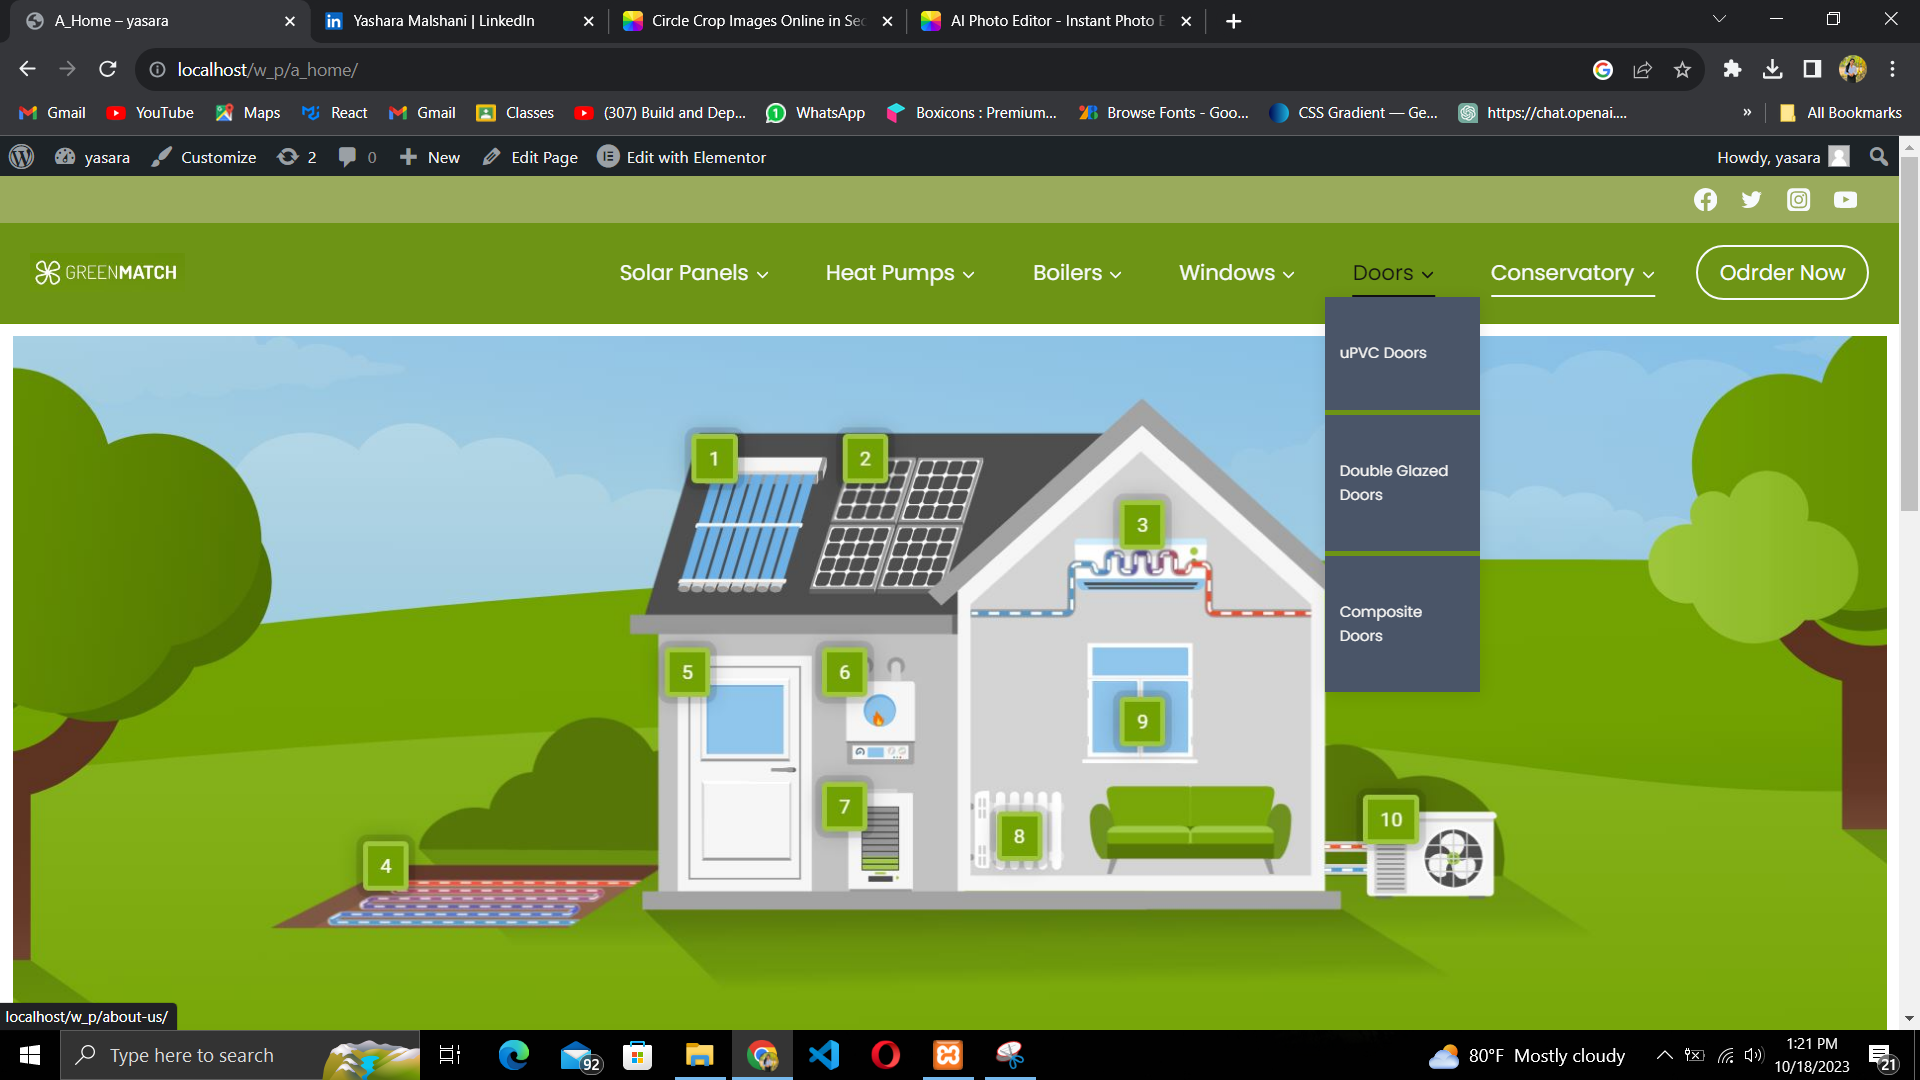 A_Home – yasara
Yashara Malshani | LinkedIn
Circle Crop Images Online in Sec
AI Photo Editor - Instant Photo E
localhost/w_p/a_home/
Gmail
YouTube
Maps
React
Gmail
Classes
(307) Build and Dep...
WhatsApp
Boxicons : Premium...
Browse Fonts - Goo...
CSS Gradient — Ge...
https://chat.openai....
»
All Bookmarks
yasara
Customize
2
0
New
Edit Page
Edit with Elementor
Howdy, yasara
GREENMATCH
Solar Panels
Heat Pumps
Boilers
Windows
Doors
Conservatory
Odrder Now
uPVC Doors
Double Glazed
Doors
Composite
Doors
1
2
3
4
5
6
7
8
9
10
localhost/w_p/about-us/
Type here to search
92
80°F Mostly cloudy
1:21 PM
10/18/2023
21